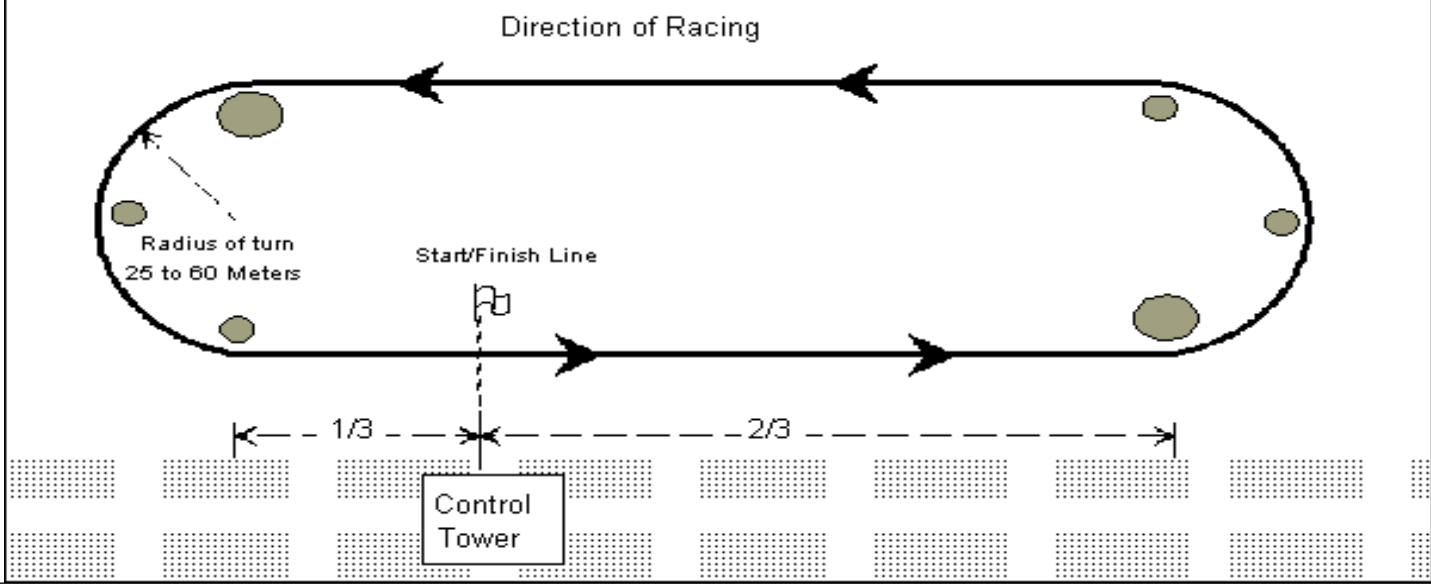 Direction of Racing
Radius of turn
25 to 60 Meters
Start/Finish Line
1/3
2/3
Control
Tower